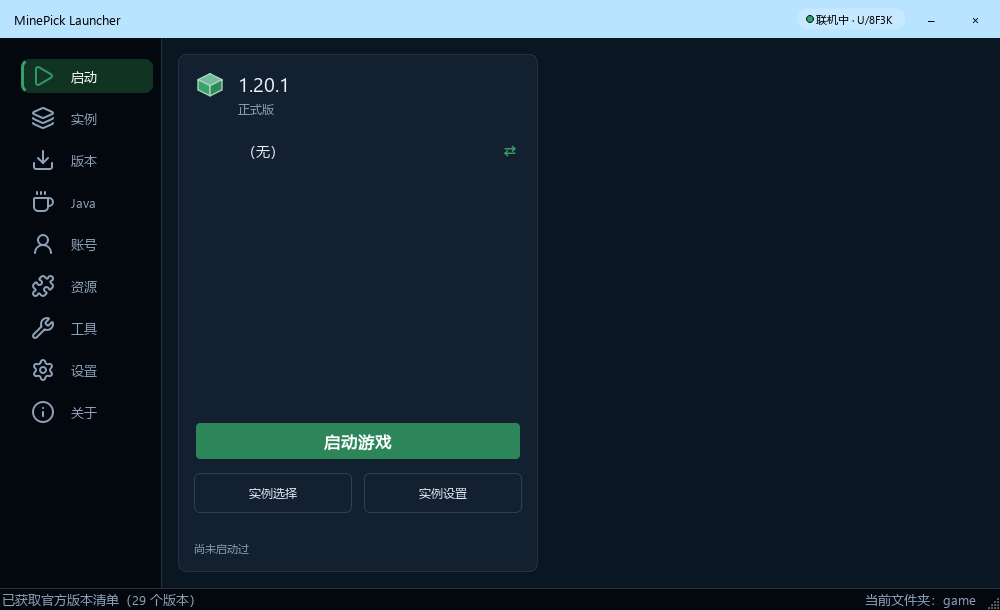 MinePick Launcher
联机中 · U/8F3K
启动
实例
版本
Java
账号
资源
工具
设置
关于
1.20.1
正式版
（无）
启动游戏
实例选择
实例设置
尚未启动过
已获取官方版本清单（29 个版本）
当前文件夹：game